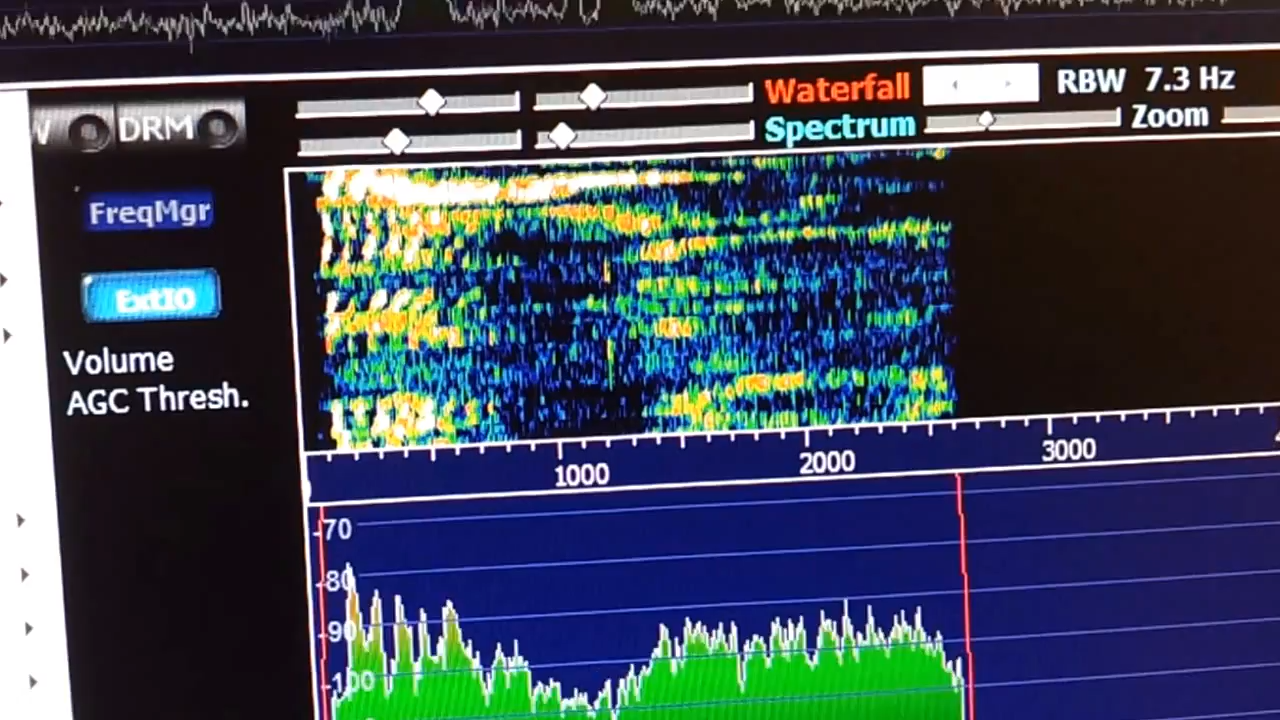 Waterfall RBW 7.3 Hz
DRM Spectrum Zoom
FreqMgr
ExtIO
Volume
AGC Thresh.
1000 2000 3000
-70
-80
-90
-100